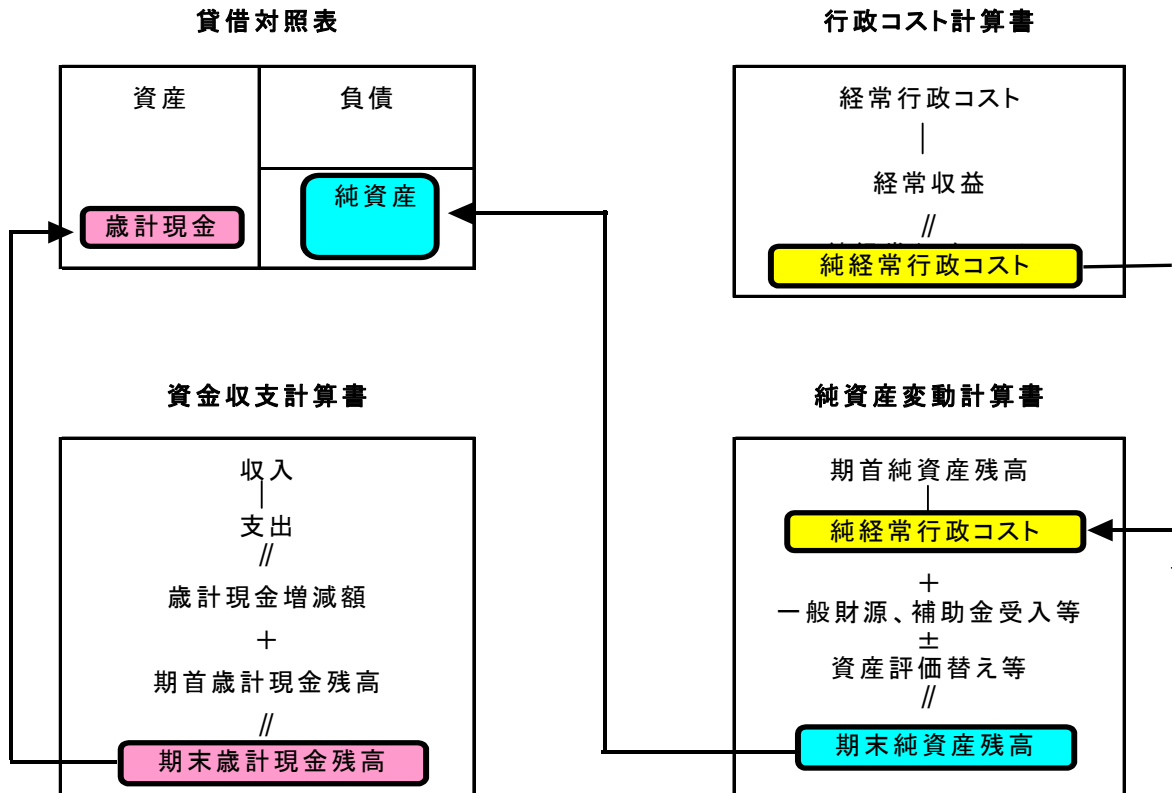 貸借対照表
資産
負債
純資産
歳計現金
行政コスト計算書
経常行政コスト
|
経常収益
//
純経常行政コスト
資金収支計算書
収入
|
支出
//
歳計現金増減額
+
期首歳計現金残高
//
期末歳計現金残高
純資産変動計算書
期首純資産残高
|
純経常行政コスト
+
一般財源、補助金受入等
±
資産評価替え等
//
期末純資産残高